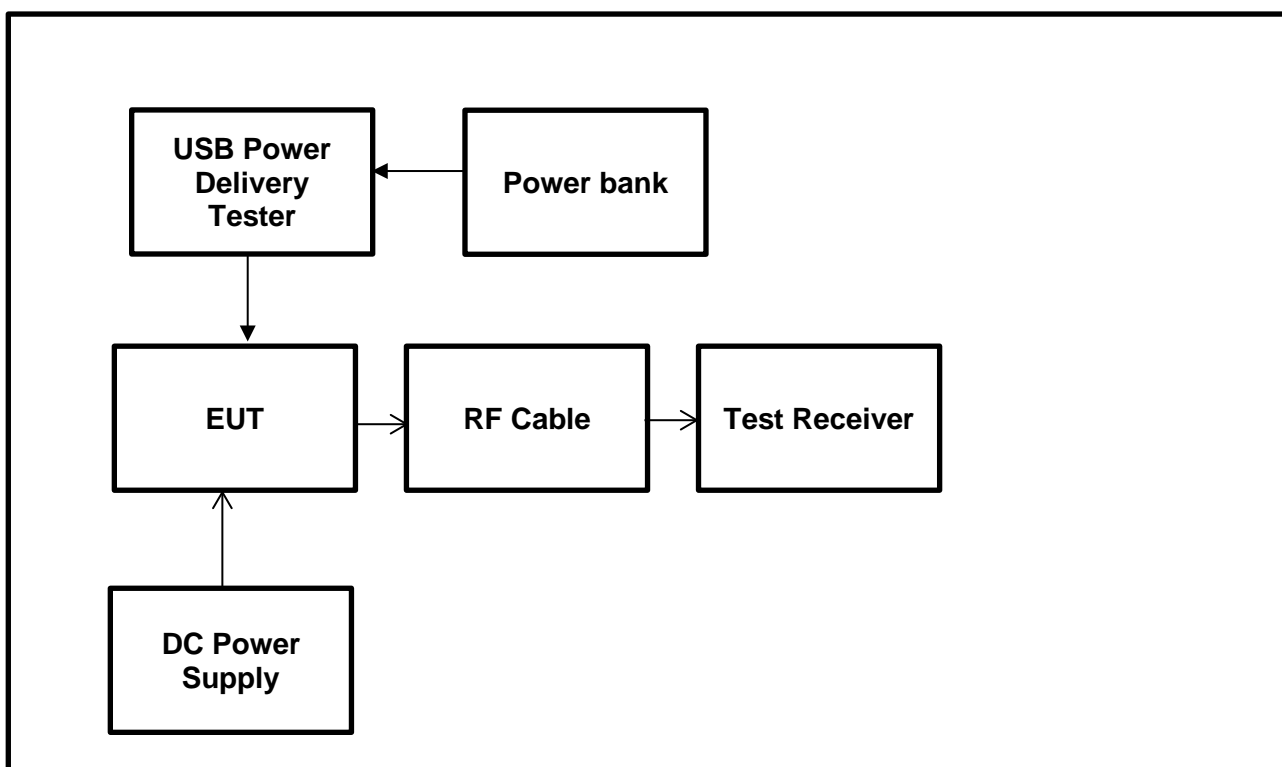 USB Power
Delivery
Tester
Power bank
EUT
RF Cable
Test Receiver
DC Power
Supply